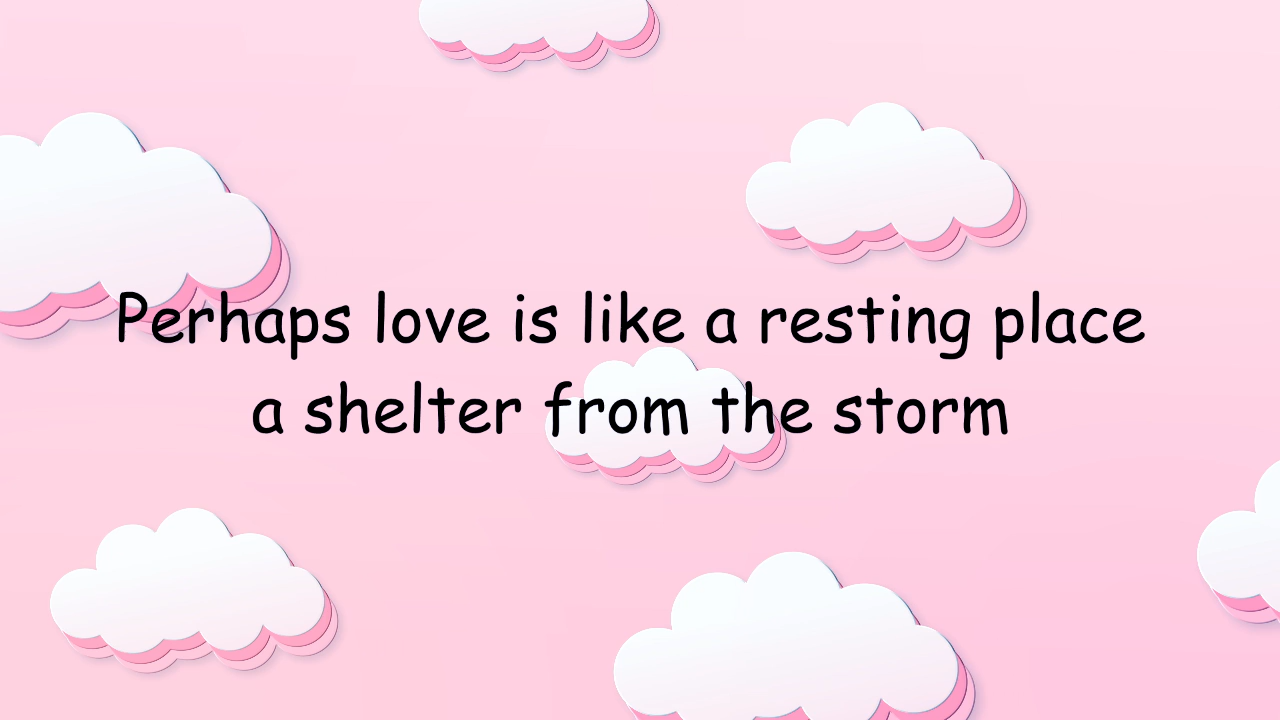 Perhaps love is like a resting place
a shelter from the storm